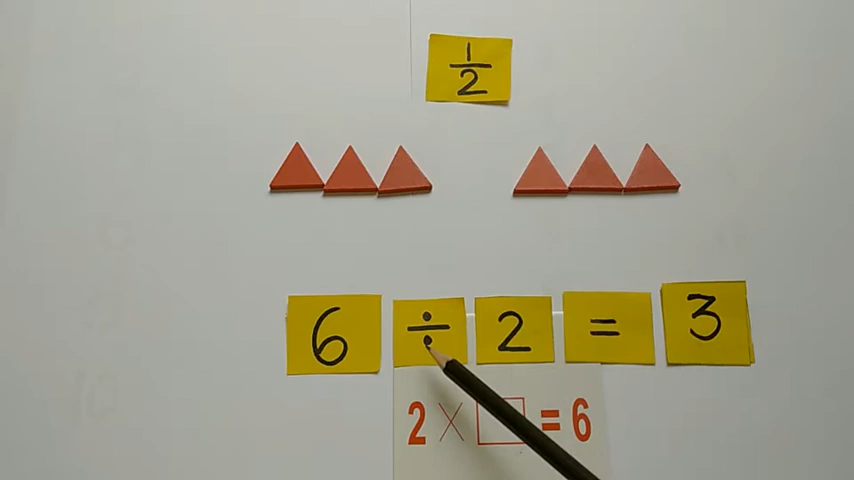 1/2
6 ÷ 2 = 3
2 × □ = 6